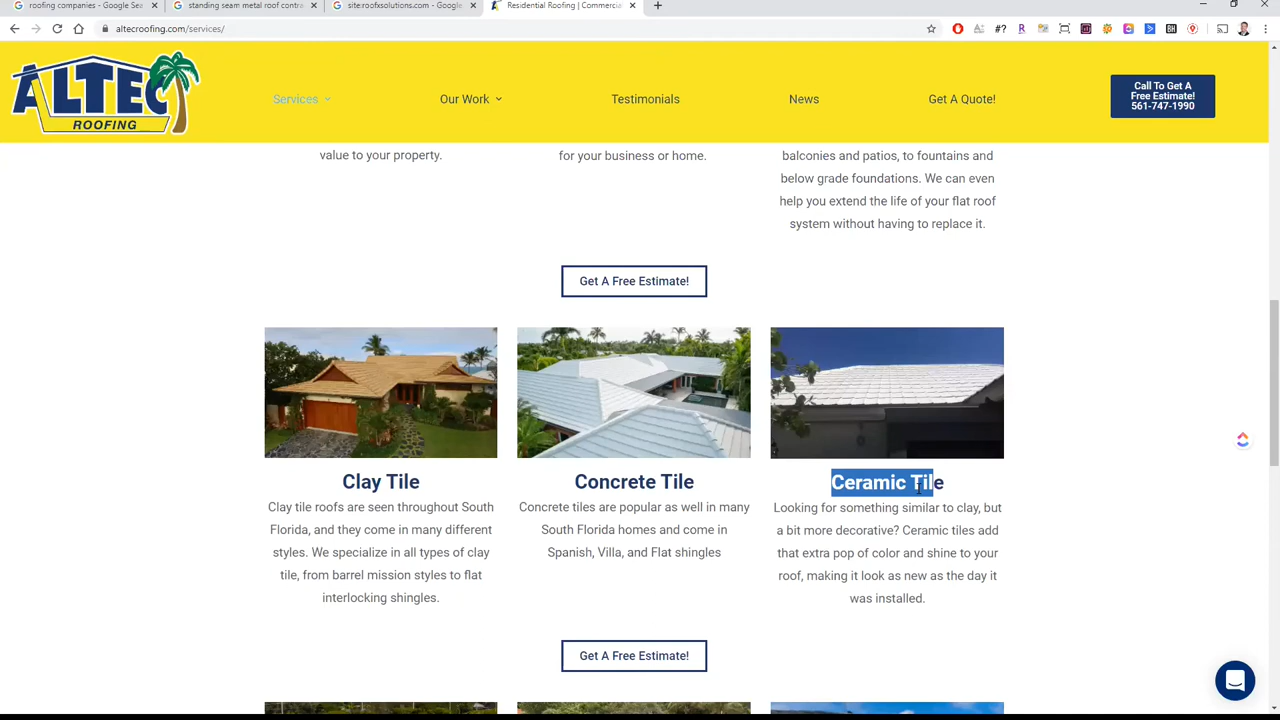 roofing companies - Google Sea
standing seam metal roof contra
site:roofxsolutions.com - Google
Residential Roofing | Commercia
altecroofing.com/services/
ALTEC
ROOFING
Services
Our Work
Testimonials
News
Get A Quote!
Call To Get A
Free Estimate!
561-747-1990
value to your property.
for your business or home.
balconies and patios, to fountains and
below grade foundations. We can even
help you extend the life of your flat roof
system without having to replace it.
Get A Free Estimate!
Clay Tile
Clay tile roofs are seen throughout South
Florida, and they come in many different
styles. We specialize in all types of clay
tile, from barrel mission styles to flat
interlocking shingles.
Concrete Tile
Concrete tiles are popular as well in many
South Florida homes and come in
Spanish, Villa, and Flat shingles
Ceramic Tile
Looking for something similar to clay, but
a bit more decorative? Ceramic tiles add
that extra pop of color and shine to your
roof, making it look as new as the day it
was installed.
Get A Free Estimate!